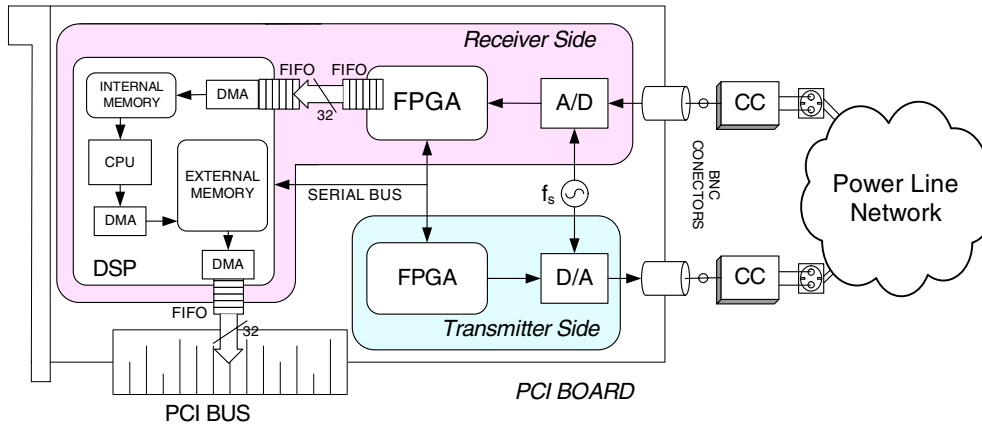 Receiver Side
FIFO
FIFO
32
INTERNAL
MEMORY
DMA
FPGA
A/D
CC
CPU
EXTERNAL
MEMORY
SERIAL BUS
fs
BNC
CONECTORS
Power Line
Network
DMA
DMA
DSP
FPGA
D/A
CC
FIFO
32
Transmitter Side
PCI BOARD
PCI BUS